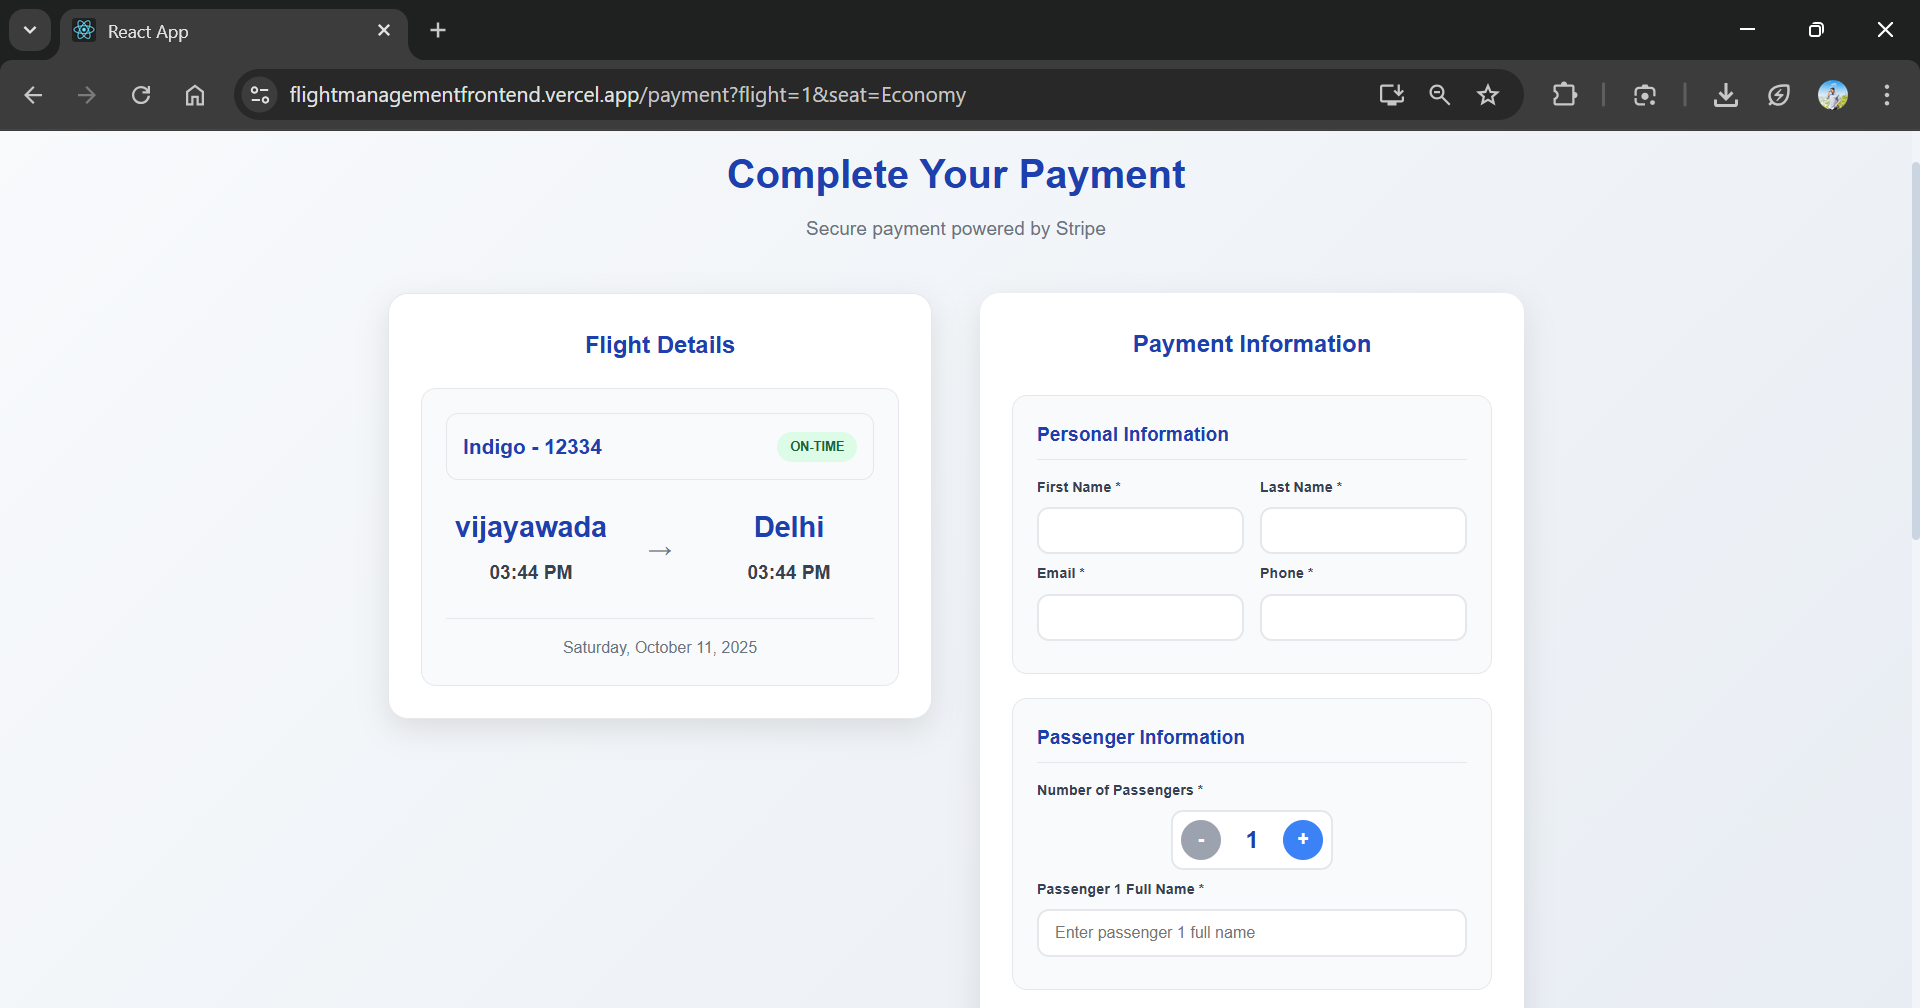 React App
flightmanagementfrontend.vercel.app/payment?flight=1&seat=Economy
Complete Your Payment
Secure payment powered by Stripe
Flight Details
Indigo - 12334
ON-TIME
vijayawada
→
Delhi
03:44 PM
03:44 PM
Saturday, October 11, 2025
Payment Information
Personal Information
First Name *
Last Name *
Email *
Phone *
Passenger Information
Number of Passengers *
- 1 +
Passenger 1 Full Name *
Enter passenger 1 full name